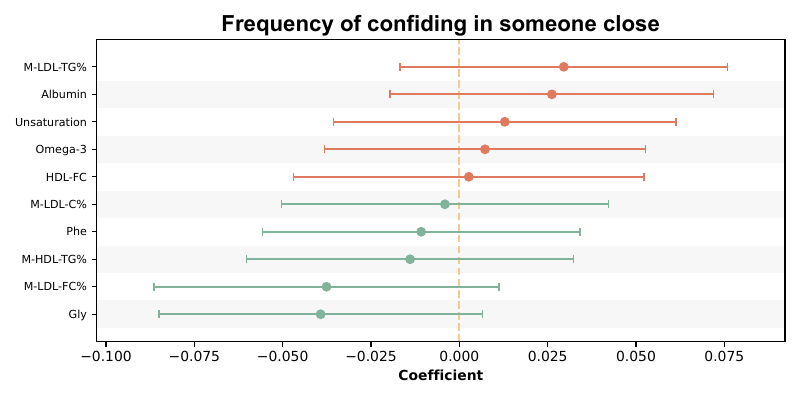 Frequency of confiding in someone close
M-LDL-TG%
Albumin
Unsaturation
Omega-3
HDL-FC
M-LDL-C%
Phe
M-HDL-TG%
M-LDL-FC%
Gly
−0.100 −0.075 −0.050 −0.025 0.000 0.025 0.050 0.075
Coefficient